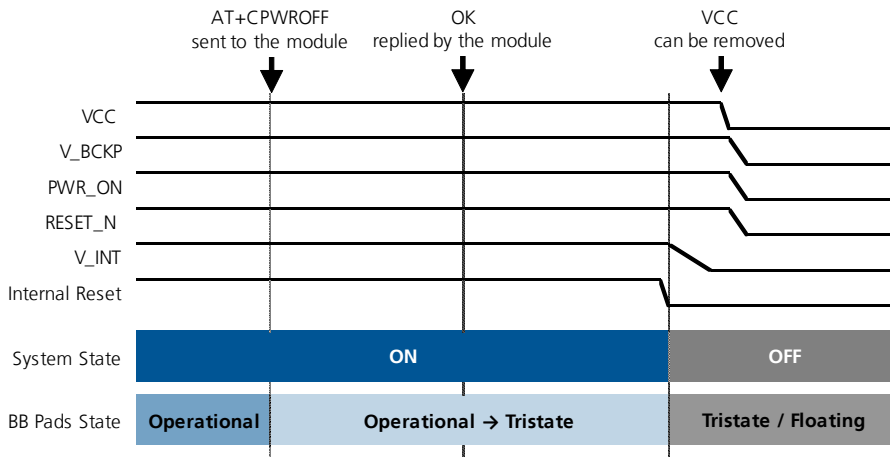 AT+CPWROFF
sent to the module
OK
replied by the module
VCC
can be removed
VCC
V_BCKP
PWR_ON
RESET_N
V_INT
Internal Reset
System State
ON
OFF
BB Pads State
Operational
Operational → Tristate
Tristate / Floating